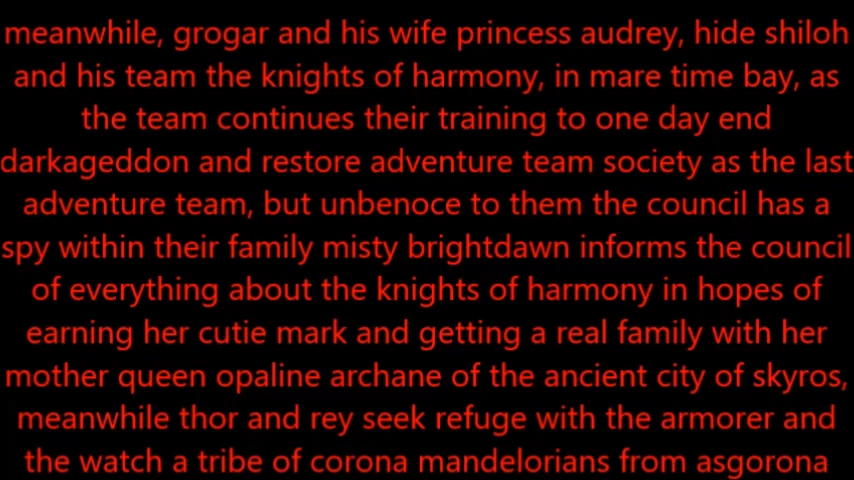 meanwhile, grogar and his wife princess audrey, hide shiloh
and his team the knights of harmony, in mare time bay, as
the team continues their training to one day end
darkageddon and restore adventure team society as the last
adventure team, but unbenoce to them the council has a
spy within their family misty brightdawn informs the council
of everything about the knights of harmony in hopes of
earning her cutie mark and getting a real family with her
mother queen opaline archane of the ancient city of skyros,
meanwhile thor and rey seek refuge with the armorer and
the watch a tribe of corona mandelorians from asgorona